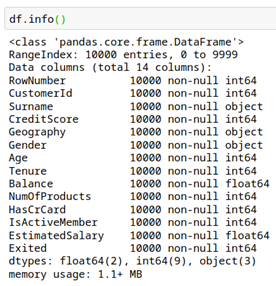 df.info()
<class 'pandas.core.frame.DataFrame'>
RangeIndex: 10000 entries, 0 to 9999
Data columns (total 14 columns):
RowNumber 10000 non-null int64
CustomerId 10000 non-null int64
Surname 10000 non-null object
CreditScore 10000 non-null int64
Geography 10000 non-null object
Gender 10000 non-null object
Age 10000 non-null int64
Tenure 10000 non-null int64
Balance 10000 non-null float64
NumOfProducts 10000 non-null int64
HasCrCard 10000 non-null int64
IsActiveMember 10000 non-null int64
EstimatedSalary 10000 non-null float64
Exited 10000 non-null int64
dtypes: float64(2), int64(9), object(3)
memory usage: 1.1+ MB